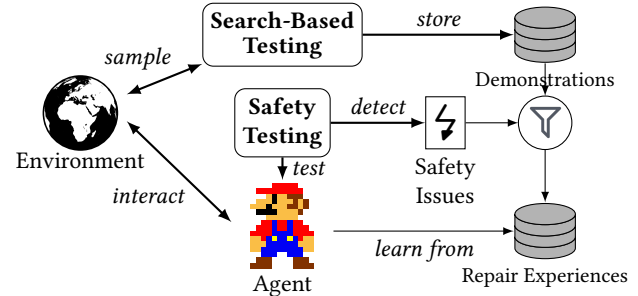 Search-Based
Testing
store
sample
Demonstrations
Safety
Testing
detect
Environment
Safety
Issues
test
interact
learn from
Agent
Repair Experiences